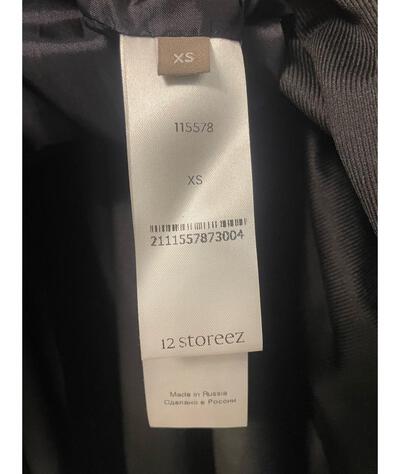 XS
115578
XS
2111557873004
12 storeez
Made in Russia
Сделано в России